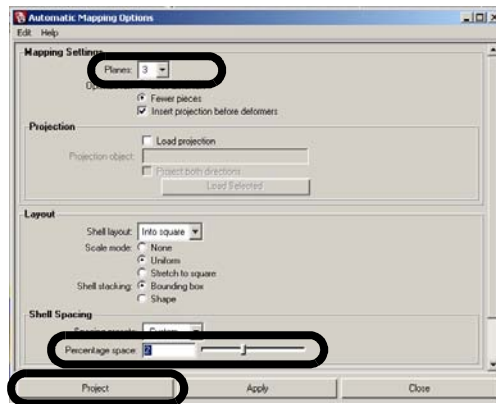 Automatic Mapping Options
Edit Help
Mapping Settings
Planes: 3
Fewer pieces
Insert projection before deformers
Projection
Load projection
Projection object:
Project both directions
Load Selected
Layout
Shell layout: Into square
Scale mode: None
Uniform
Stretch to square
Shell stacking: Bounding box
Shape
Shell Spacing
Percentage space: 2
Project Apply Close